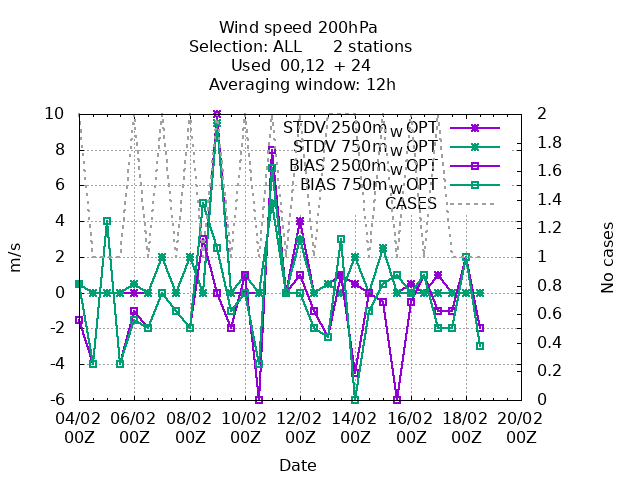 Wind speed 200hPa
Selection: ALL 2 stations
Used 00,12 + 24
Averaging window: 12h
STDV 2500m w OPT
STDV 750m w OPT
BIAS 2500m w OPT
BIAS 750m w OPT
CASES
10
8
6
4
2
0
-2
-4
-6
m/s
2
1.8
1.6
1.4
1.2
1
0.8
0.6
0.4
0.2
0
No cases
04/02 06/02 08/02 10/02 12/02 14/02 16/02 18/02 20/02
00Z 00Z 00Z 00Z 00Z 00Z 00Z 00Z 00Z
Date